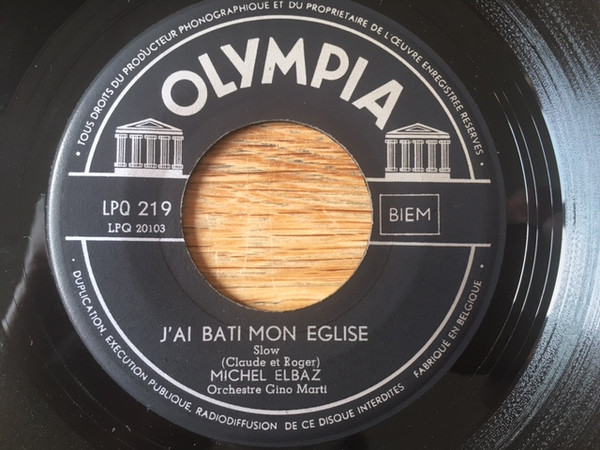 TOUS DROITS DU PRODUCTEUR PHONOGRAPHIQUE ET DU PROPRIETAIRE DE L'ŒUVRE ENREGISTREE RESERVES
OLYMPIA
LPQ 219
LPQ 20103
BIEM
J'AI BATI MON EGLISE
Slow
(Claude et Roger)
MICHEL ELBAZ
Orchestre Gino Marti
DUPLICATION, EXECUTION PUBLIQUE, RADIODIFFUSION DE CE DISQUE INTERDITES
FABRIQUÉ EN BELGIQUE